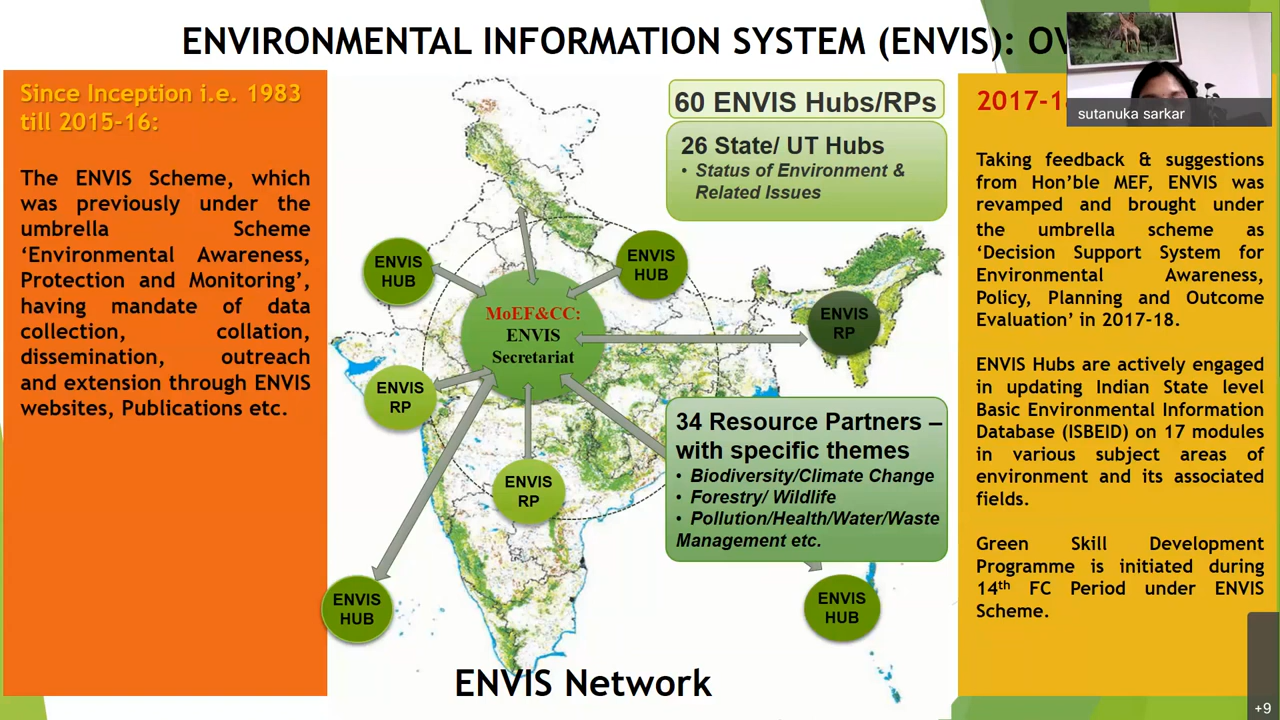 ENVIRONMENTAL INFORMATION SYSTEM (ENVIS): OV
sutanuka sarkar
Since Inception i.e. 1983
till 2015-16:
The ENVIS Scheme, which
was previously under the
umbrella Scheme
‘Environmental Awareness,
Protection and Monitoring’,
having mandate of data
collection, collation,
dissemination, outreach
and extension through ENVIS
websites, Publications etc.
60 ENVIS Hubs/RPs
26 State/ UT Hubs
• Status of Environment &
Related Issues
ENVIS
HUB
ENVIS
HUB
MoEF&CC:
ENVIS
Secretariat
ENVIS
RP
ENVIS
RP
ENVIS
RP
34 Resource Partners –
with specific themes
• Biodiversity/Climate Change
• Forestry/ Wildlife
• Pollution/Health/Water/Waste
Management etc.
ENVIS
HUB
ENVIS
HUB
ENVIS Network
2017-1
Taking feedback & suggestions
from Hon’ble MEF, ENVIS was
revamped and brought under
the umbrella scheme as
‘Decision Support System for
Environmental Awareness,
Policy, Planning and Outcome
Evaluation’ in 2017-18.
ENVIS Hubs are actively engaged
in updating Indian State level
Basic Environmental Information
Database (ISBEID) on 17 modules
in various subject areas of
environment and its associated
fields.
Green Skill Development
Programme is initiated during
14th FC Period under ENVIS
Scheme.
+9